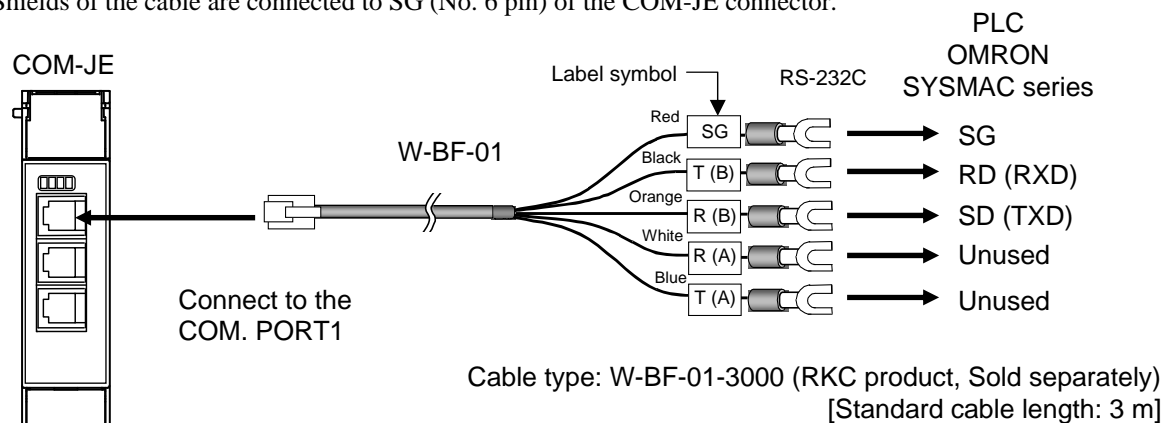 Shields of the cable are connected to SG (No. 6 pin) of the COM-JE connector.
PLC
OMRON
SYSMAC series
COM-JE
Label symbol
RS-232C
W-BF-01
Red
SG
SG
Black
T (B)
RD (RXD)
Orange
R (B)
SD (TXD)
White
R (A)
Unused
Blue
T (A)
Unused
Connect to the
COM. PORT1
Cable type: W-BF-01-3000 (RKC product, Sold separately)
[Standard cable length: 3 m]